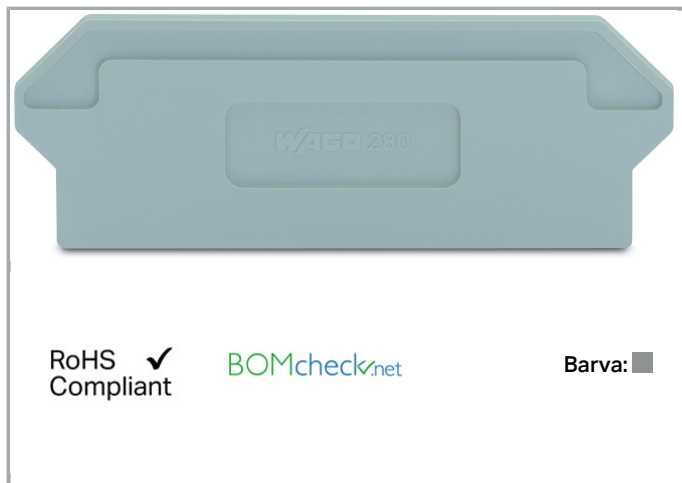 WAGO 280
RoHS ✓
Compliant
BOMcheck.net
Barva: